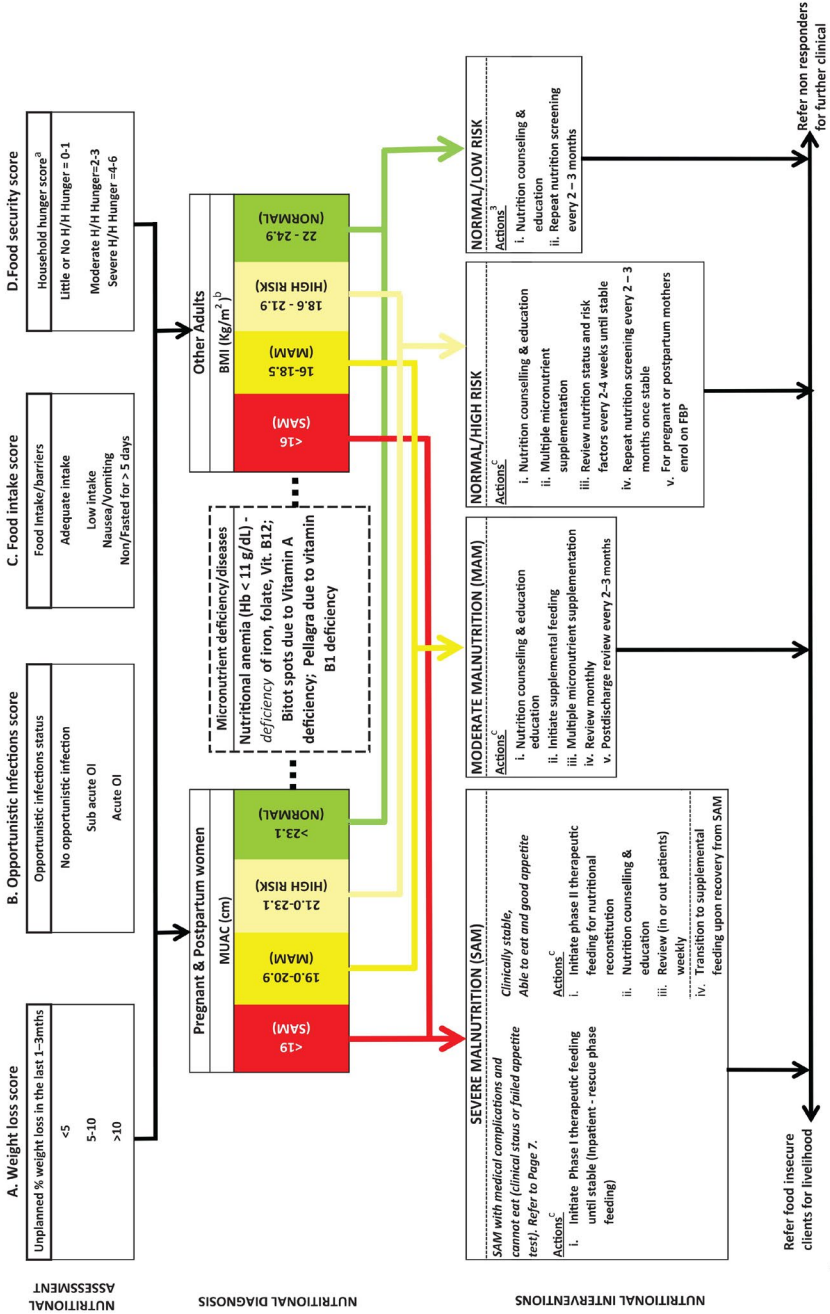 NUTRITIONAL
ASSESSMENT
A. Weight loss score
Unplanned % weight loss in the last 1–3mths
<5
5-10
>10
B. Opportunistic Infections score
Opportunistic infections status
No opportunistic infection
Sub acute OI
Acute OI
C. Food intake score
Food Intake/barriers
Adequate intake
Low intake
Nausea/Vomiting
Non/Fasted for > 5 days
D.Food security score
Household hunger score a
Little or No H/H Hunger = 0-1
Moderate H/H Hunger=2-3
Severe H/H Hunger =4-6
NUTRITIONAL DIAGNOSIS
Pregnant & Postpartum women
MUAC (cm)
<19
(SAM)
19.0-20.9
(MAM)
21.0-23.1
(HIGH RISK)
>23.1
(NORMAL)
Micronutrient deficiency/diseases
Nutritional anemia (Hb < 11 g/dL) -
deficiency of iron, folate, Vit. B12;
Bitot spots due to Vitamin A
deficiency; Pellagra due to vitamin
B1 deficiency
Other Adults
BMI (Kg/m²) b
<16
(SAM)
16-18.5
(MAM)
18.6 - 21.9
(HIGH RISK)
22 - 24.9
(NORMAL)
NUTRITIONAL INTERVENTIONS
SEVERE MALNUTRITION (SAM)
SAM with medical complications and
cannot eat (clinical staus or failed appetite
test). Refer to Page 7.
Actions c
i. Initiate Phase I therapeutic feeding
until stable (Inpatient - rescue phase
feeding)
Clinically stable,
Able to eat and good appetite
Actions c
i. Initiate phase II therapeutic
feeding for nutritional
reconstitution
ii. Nutrition counselling &
education
iii. Review (in or out patients)
weekly
iv. Transition to supplemental
feeding upon recovery from SAM
MODERATE MALNUTRITION (MAM)
Actions c
i. Nutrition counseling &
education
ii. Initiate supplemental feeding
iii. Multiple micronutrient supplementation
iv. Review monthly
v. Postdischarge review every 2–3 months
NORMAL/HIGH RISK
Actions c
i. Nutrition counselling & education
ii. Multiple micronutrient
supplementation
iii. Review nutrition status and risk
factors every 2-4 weeks until stable
iv. Repeat nutrition screening every 2 – 3
months once stable
v. For pregnant or postpartum mothers
enrol on FBP
NORMAL/LOW RISK
Actions 3
i. Nutrition counseling &
education
ii. Repeat nutrition screening
every 2 – 3 months
Refer food insecure
clients for livelihood
Refer non responders
for further clinical